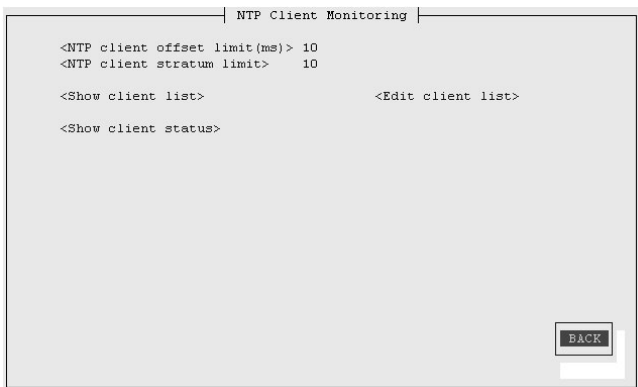 NTP Client Monitoring
<NTP client offset limit(ms)> 10
<NTP client stratum limit> 10
<Show client list> <Edit client list>
<Show client status>
BACK